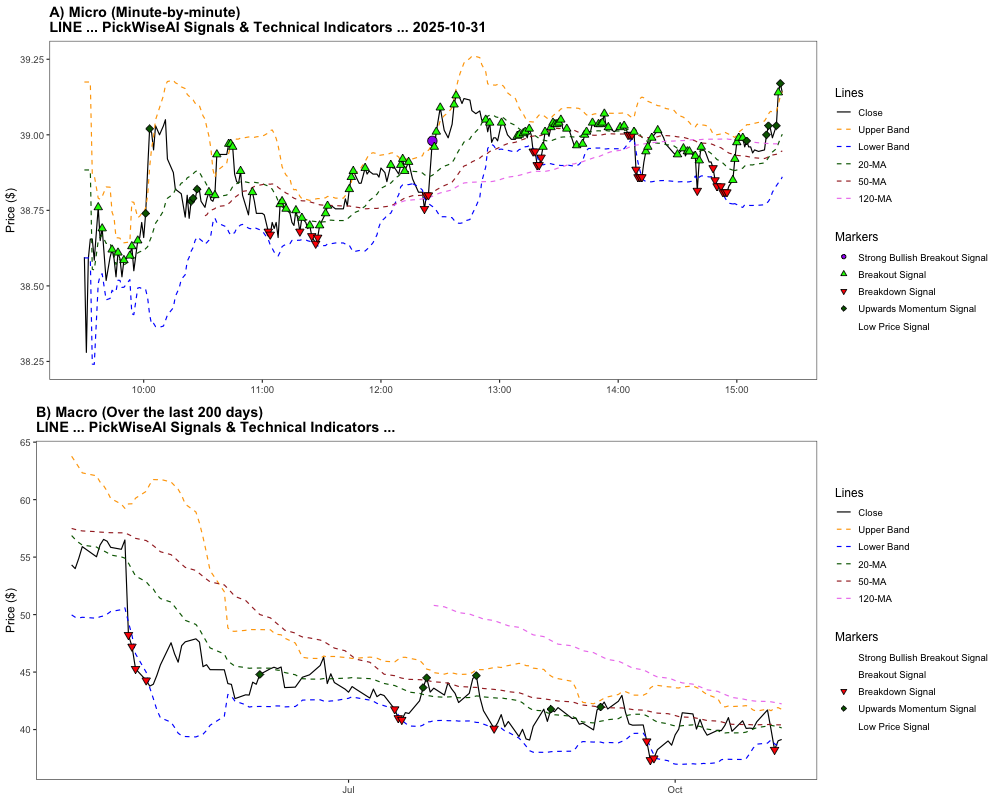 A) Micro (Minute-by-minute)
LINE ... PickWiseAI Signals & Technical Indicators ... 2025-10-31
39.25
39.00
38.75
38.50
38.25
Price ($)
10:00
11:00
12:00
13:00
14:00
15:00
Lines
Close
Upper Band
Lower Band
20-MA
50-MA
120-MA
Markers
Strong Bullish Breakout Signal
Breakout Signal
Breakdown Signal
Upwards Momentum Signal
Low Price Signal
B) Macro (Over the last 200 days)
LINE ... PickWiseAI Signals & Technical Indicators ...
65
60
55
50
45
40
Price ($)
Jul
Oct
Lines
Close
Upper Band
Lower Band
20-MA
50-MA
120-MA
Markers
Strong Bullish Breakout Signal
Breakout Signal
Breakdown Signal
Upwards Momentum Signal
Low Price Signal